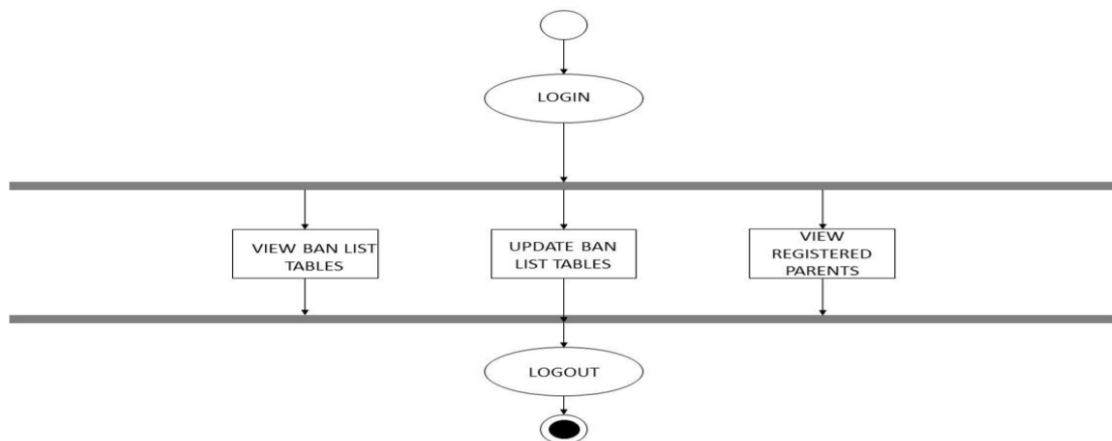 LOGIN
VIEW BAN LIST
TABLES
UPDATE BAN
LIST TABLES
VIEW
REGISTERED
PARENTS
LOGOUT